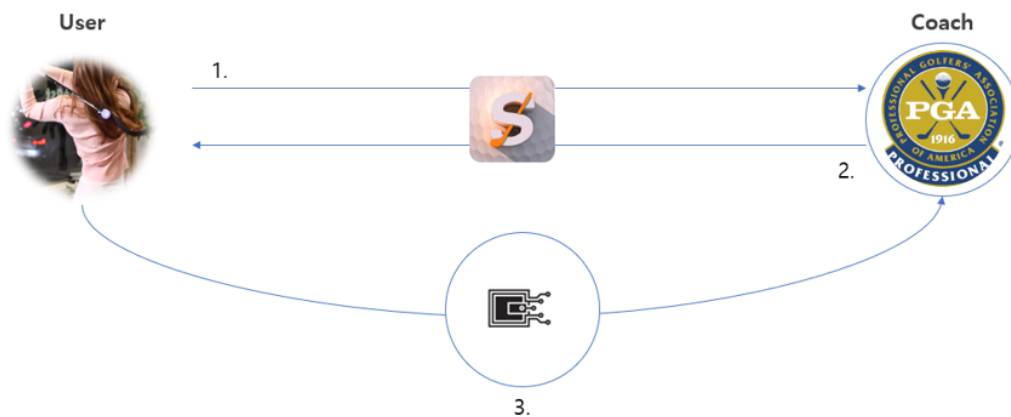 User
Coach
1.
S
PROFESSIONAL GOLFERS' ASSOCIATION
PGA
1916
OF AMERICA
PROFESSIONAL
®
2.
3.